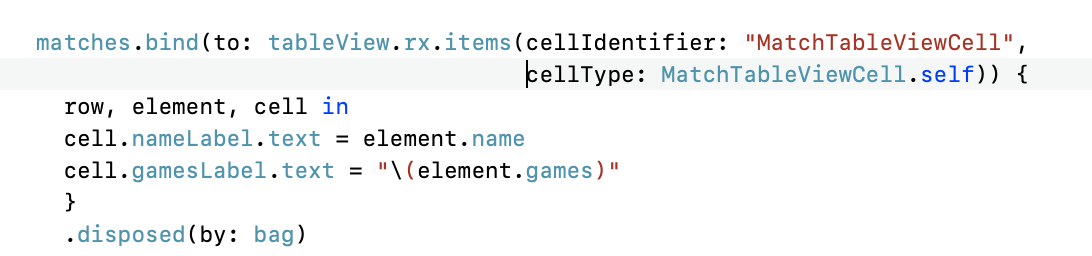 matches.bind(to: tableView.rx.items(cellIdentifier: "MatchTableViewCell",
cellType: MatchTableViewCell.self)) {
row, element, cell in
cell.nameLabel.text = element.name
cell.gamesLabel.text = "\(element.games)"
}
.disposed(by: bag)